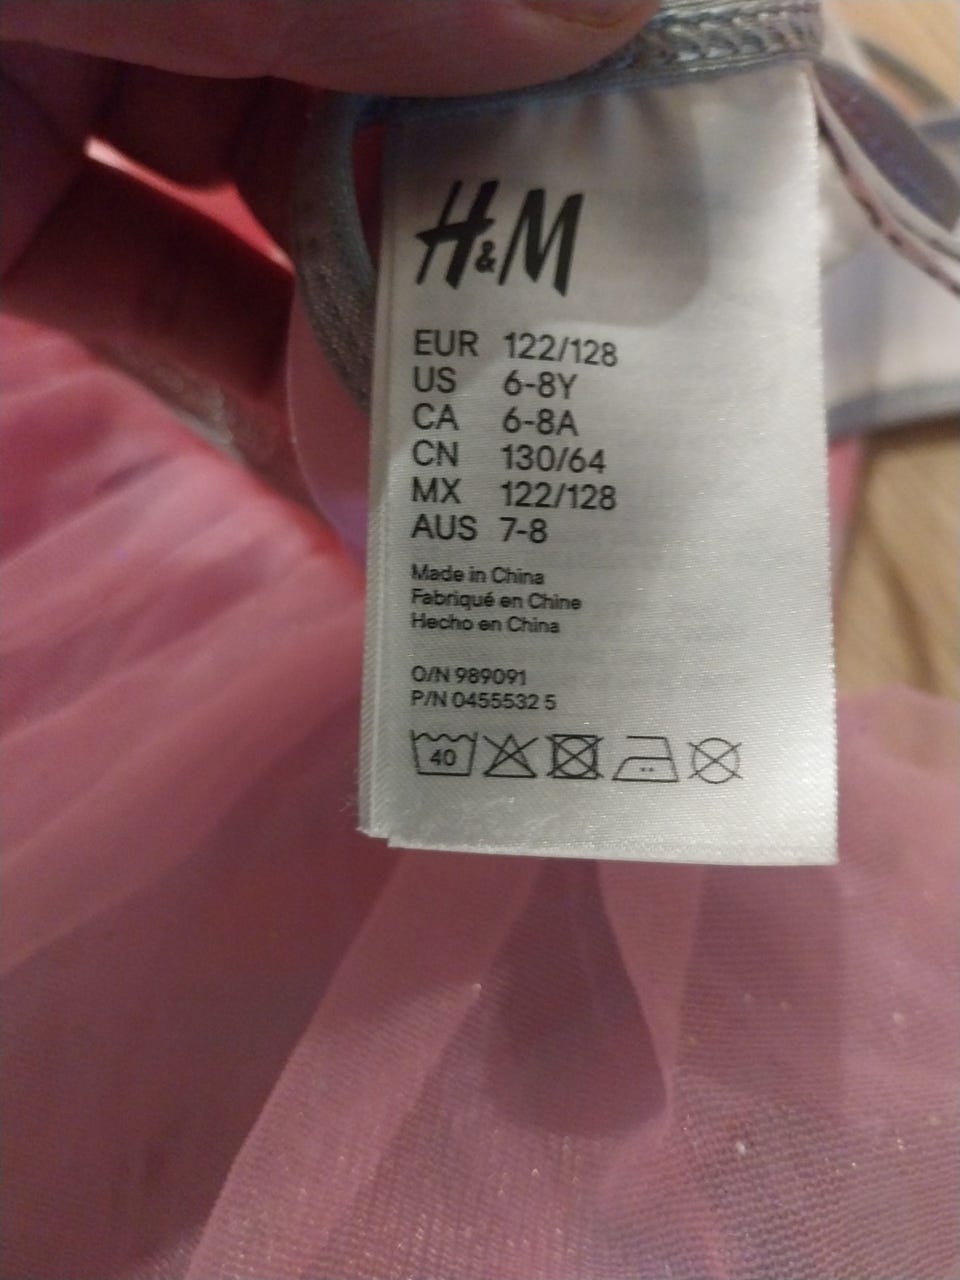 H&M
EUR 122/128
US 6-8Y
CA 6-8A
CN 130/64
MX 122/128
AUS 7-8
Made in China
Fabriqué en Chine
Hecho en China
O/N 989091
P/N 0455532 5
40